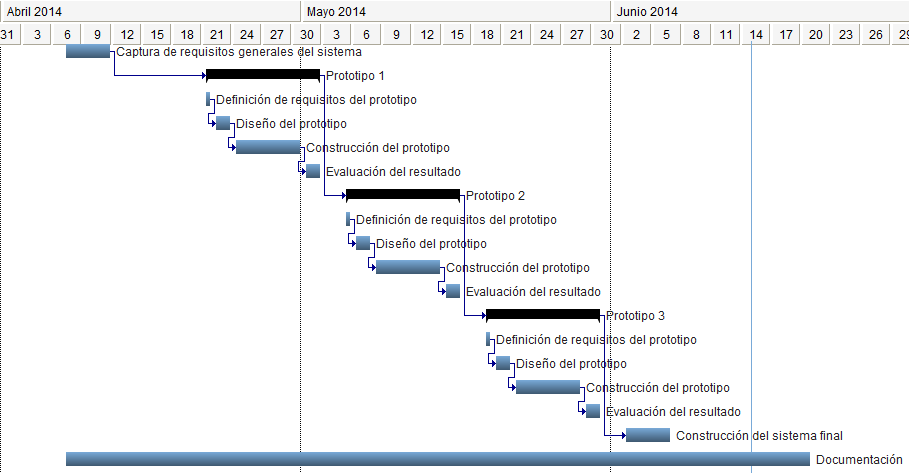 Abril 2014 Mayo 2014 Junio 2014
31 3 6 9 12 15 18 21 24 27 30 3 6 9 12 15 18 21 24 27 30 2 5 8 11 14 17 20 23 26 29
Captura de requisitos generales del sistema
Prototipo 1
Definición de requisitos del prototipo
Diseño del prototipo
Construcción del prototipo
Evaluación del resultado
Prototipo 2
Definición de requisitos del prototipo
Diseño del prototipo
Construcción del prototipo
Evaluación del resultado
Prototipo 3
Definición de requisitos del prototipo
Diseño del prototipo
Construcción del prototipo
Evaluación del resultado
Construcción del sistema final
Documentación